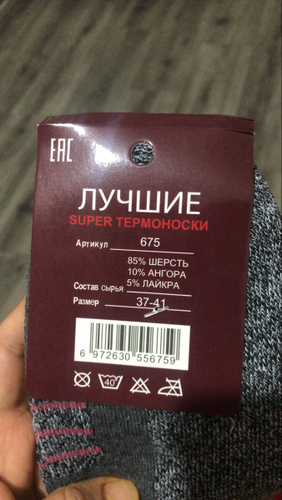 EAC
ЛУЧШИЕ
SUPER ТЕРМОНОСКИ
Артикул 675
85% ШЕРСТЬ
10% АНГОРА
Состав сырья 5% ЛАЙКРА
Размер 37-41
6 972630 556759
40